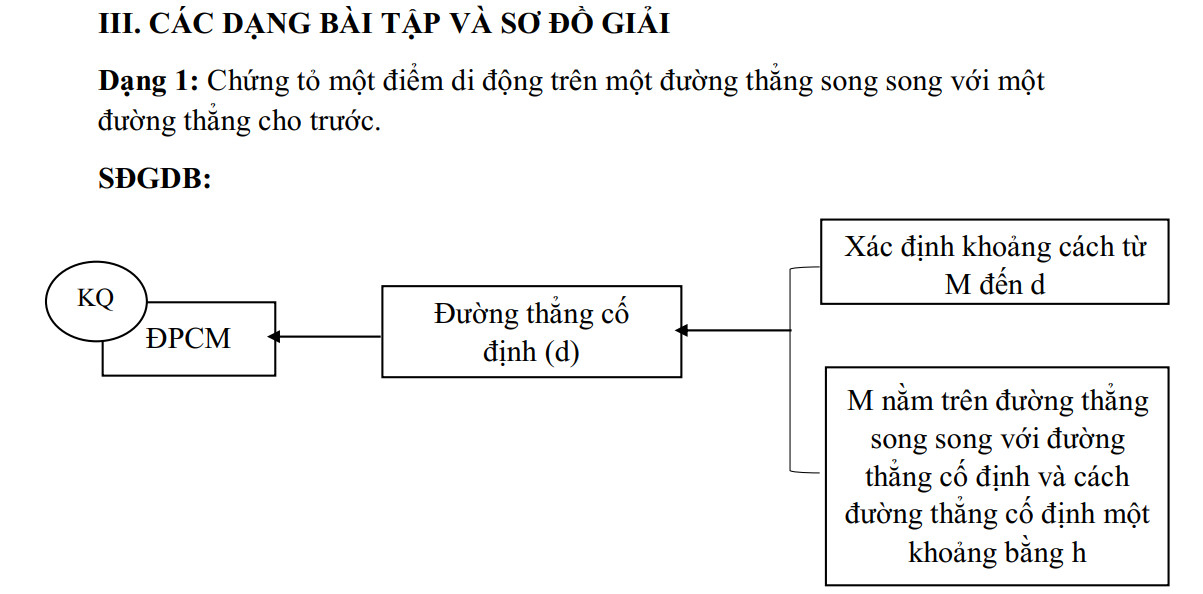 III. CÁC DẠNG BÀI TẬP VÀ SƠ ĐỒ GIẢI
Dạng 1: Chứng tỏ một điểm di động trên một đường thẳng song song với một
đường thẳng cho trước.
SĐGDB:
KQ
ĐPCM
Đường thẳng cố
định (d)
Xác định khoảng cách từ
M đến d
M nằm trên đường thẳng
song song với đường
thẳng cố định và cách
đường thẳng cố định một
khoảng bằng h